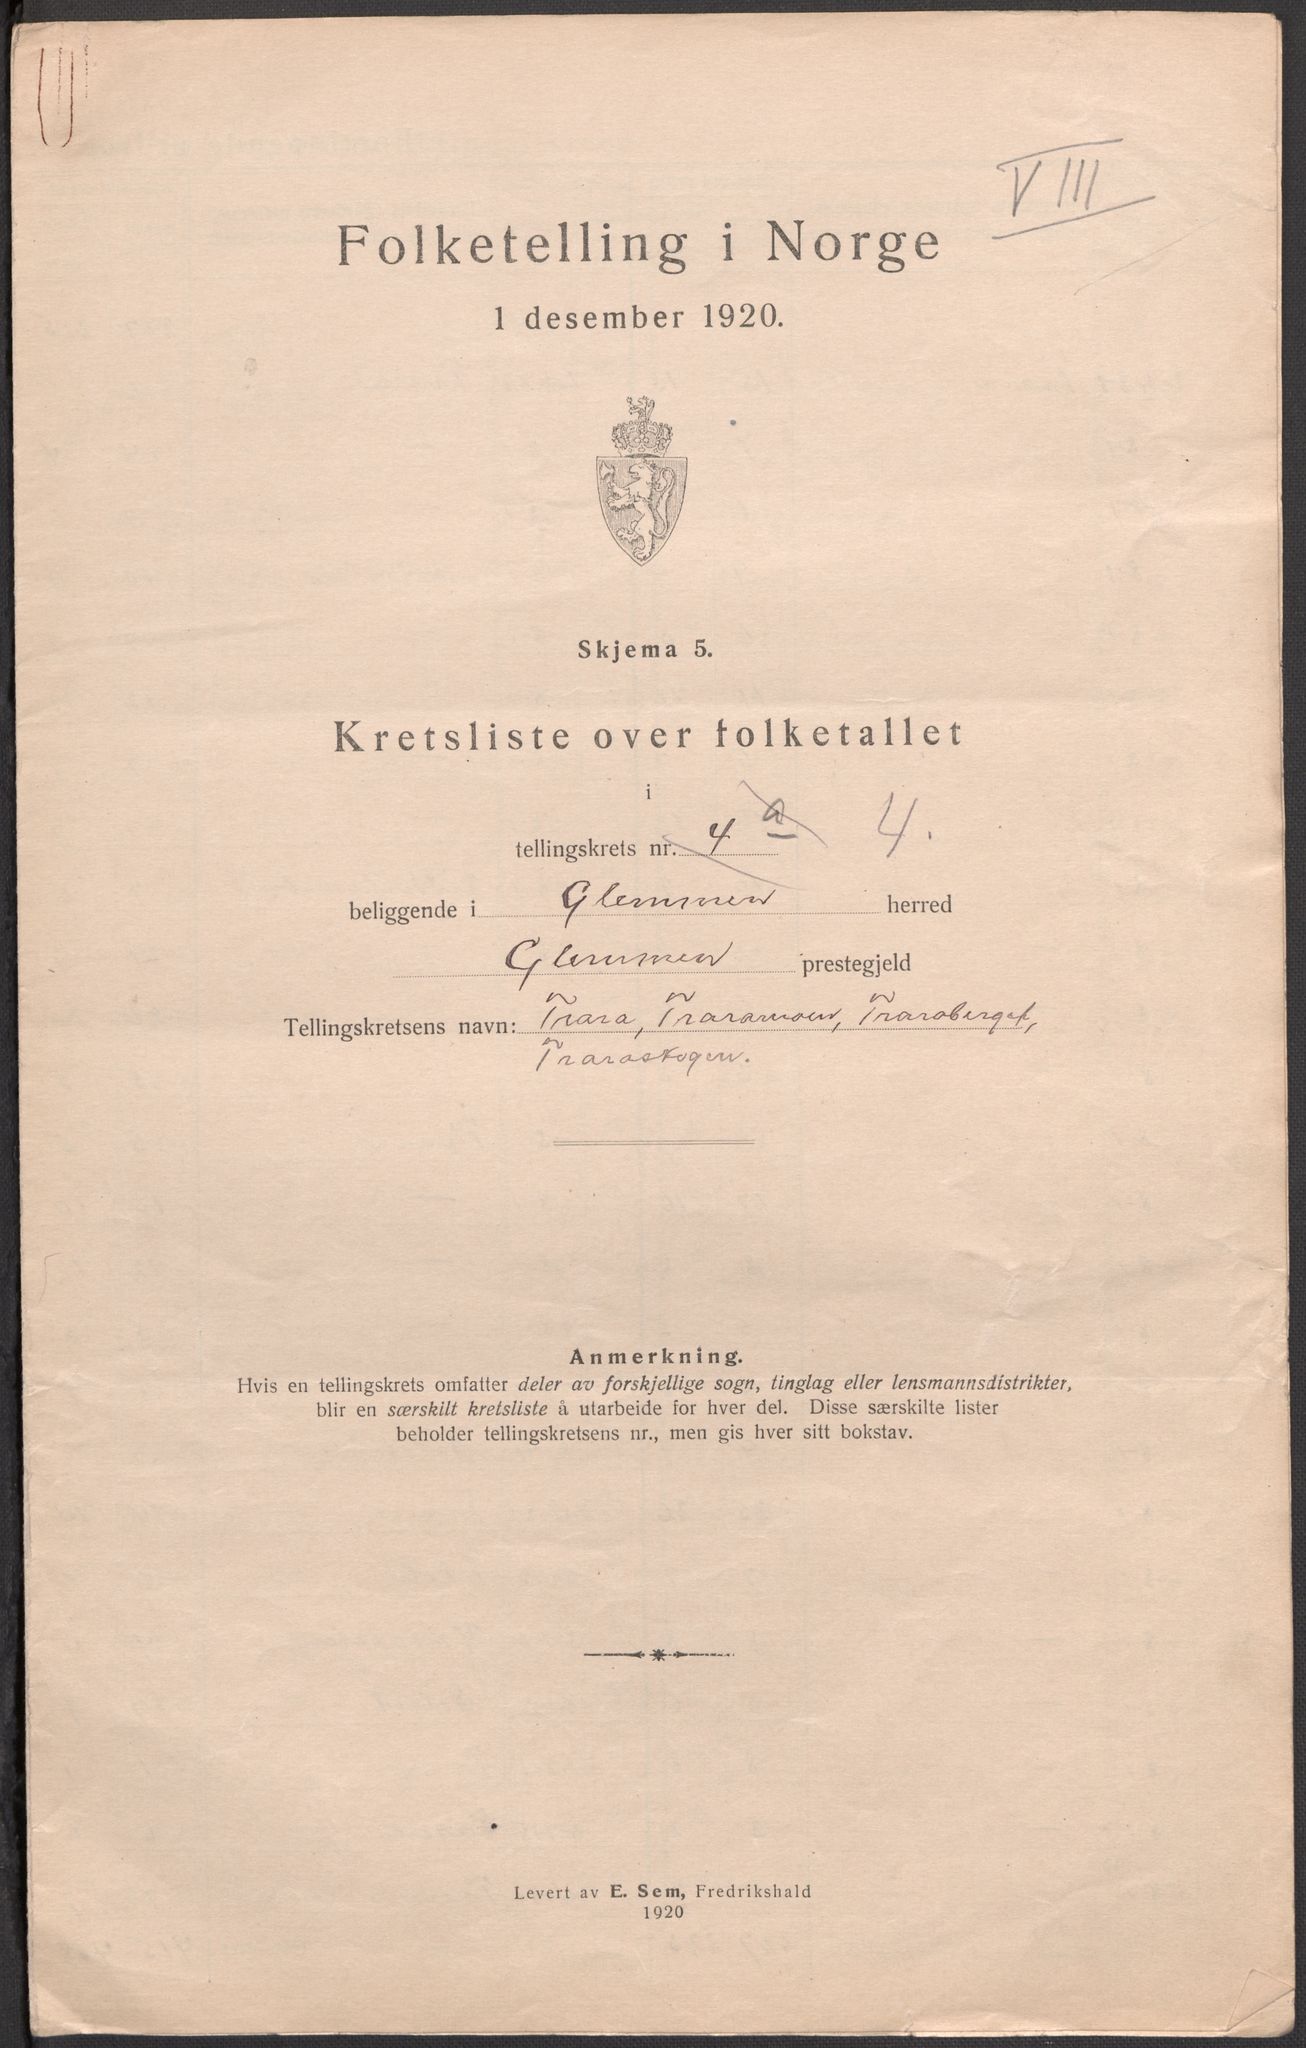 VIII
Folketelling i Norge
1 desember 1920.
Skjema 5.
Kretsliste over folketallet
i
tellingskrets nr. 4 a 4.
beliggende i Glemmen herred
Glemmen prestegjeld
Tellingskretsens navn: Trara, Traramoen, Traraberget,
Traraskogen.
Anmerkning.
Hvis en tellingskrets omfatter deler av forskjellige sogn, tinglag eller lensmannsdistrikter,
blir en særskilt kretsliste å utarbeide for hver del. Disse særskilte lister
beholder tellingskretsens nr., men gis hver sitt bokstav.
Levert av E. Sem, Fredrikshald
1920